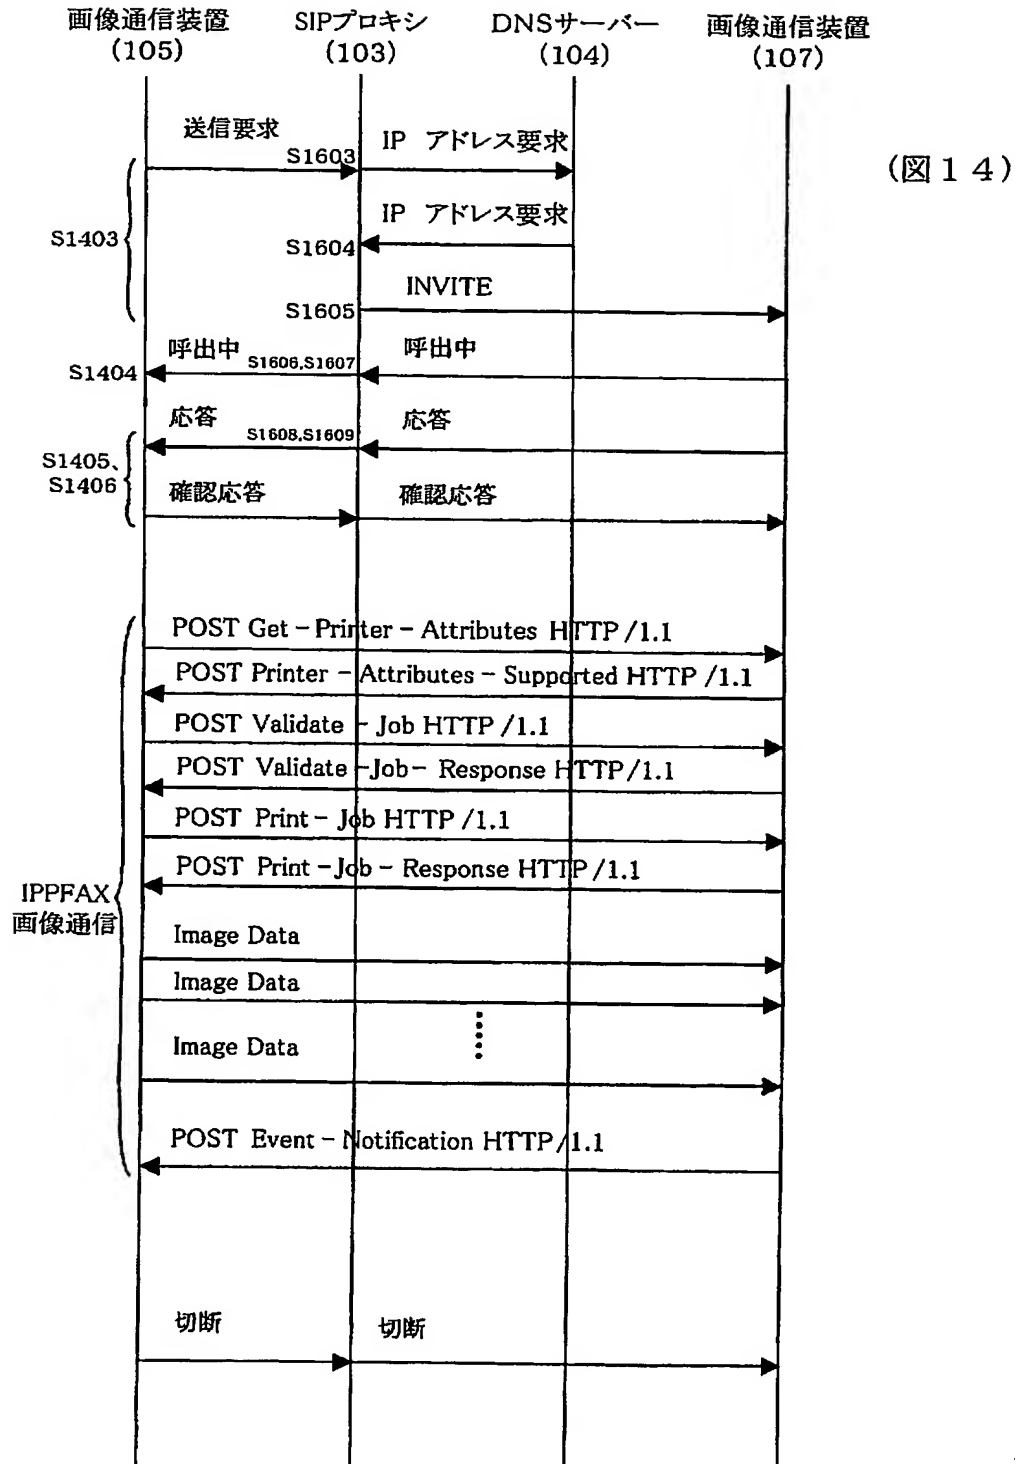 画像通信装置
(105)
SIPプロキシ
(103)
DNSサーバー
(104)
画像通信装置
(107)
(図14)
送信要求
S1603
IP アドレス要求
S1403
IP アドレス要求
S1604
INVITE
S1605
呼出中
S1606,S1607
呼出中
S1404
応答
S1608,S1609
応答
S1405、
S1406
確認応答
確認応答
POST Get-Printer-Attributes HTTP/1.1
POST Printer-Attributes-Supported HTTP/1.1
POST Validate-Job HTTP/1.1
POST Validate-Job-Response HTTP/1.1
POST Print-Job HTTP/1.1
POST Print-Job-Response HTTP/1.1
IPPFAX
画像通信
Image Data
Image Data
Image Data
POST Event-Notification HTTP/1.1
切断
切断